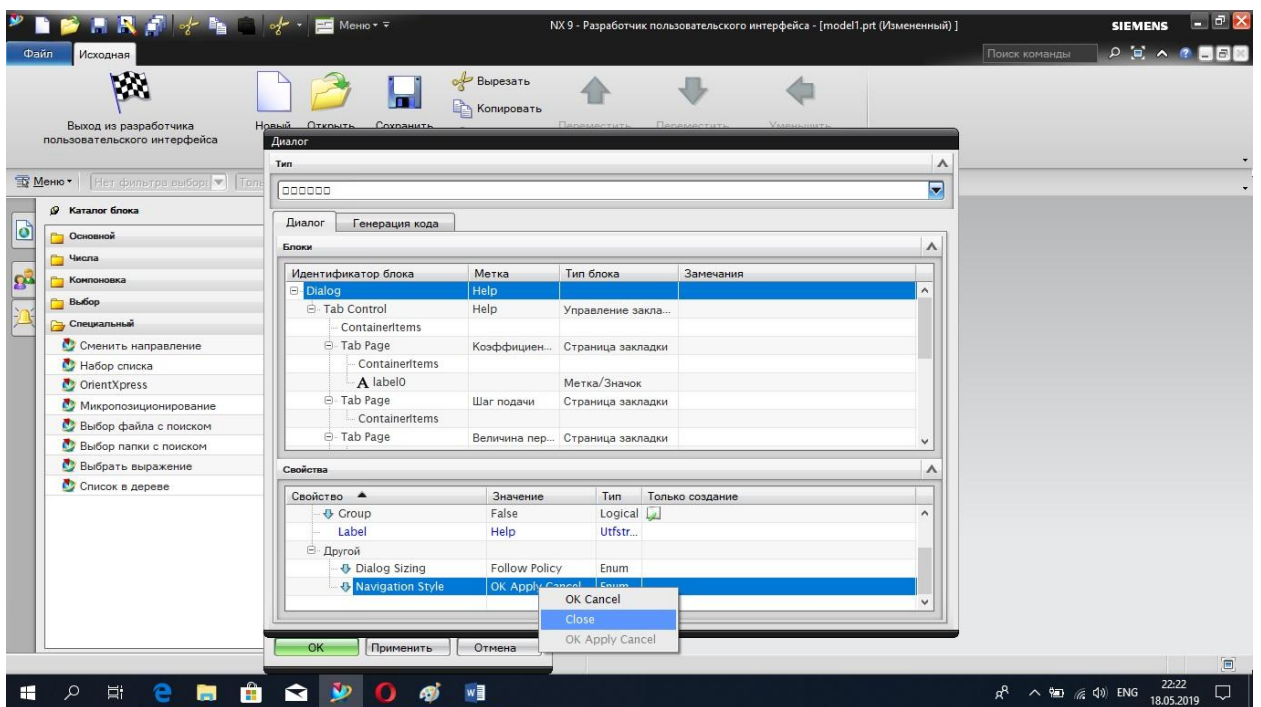 Меню
NX 9 - Разработчик пользовательского интерфейса - [model1.prt (Измененный) ]
SIEMENS
Файл
Исходная
Поиск команды
Вырезать
Копировать
Выход из разработчика
пользовательского интерфейса
Новый
Открыть
Сохранить
Переместить
Переместить
Уменьшить
Диалог
Тип
Меню
Диалог
Генерация кода
Блоки
Идентификатор блока Метка Тип блока Замечания
Dialog Help
Tab Control Help Управление закла...
ContainerItems
Tab Page Коэффициен... Страница закладки
ContainerItems
A label0 Метка/Значок
Tab Page Шаг подачи Страница закладки
ContainerItems
Tab Page Величина пер... Страница закладки
Каталог блока
Основной
Числа
Компоновка
Выбор
Специальный
Сменить направление
Набор списка
OrientXpress
Микропозиционирование
Выбор файла с поиском
Выбор папки с поиском
Выбрать выражение
Список в дереве
Свойства
Свойство Значение Тип Только создание
Group False Logical
Label Help Utfstr...
Другой
Dialog Sizing Follow Policy Enum
Navigation Style OK Apply Cancel Enum
OK Cancel
Close
OK Apply Cancel
OK Применить Отмена
ENG
22:22
18.05.2019